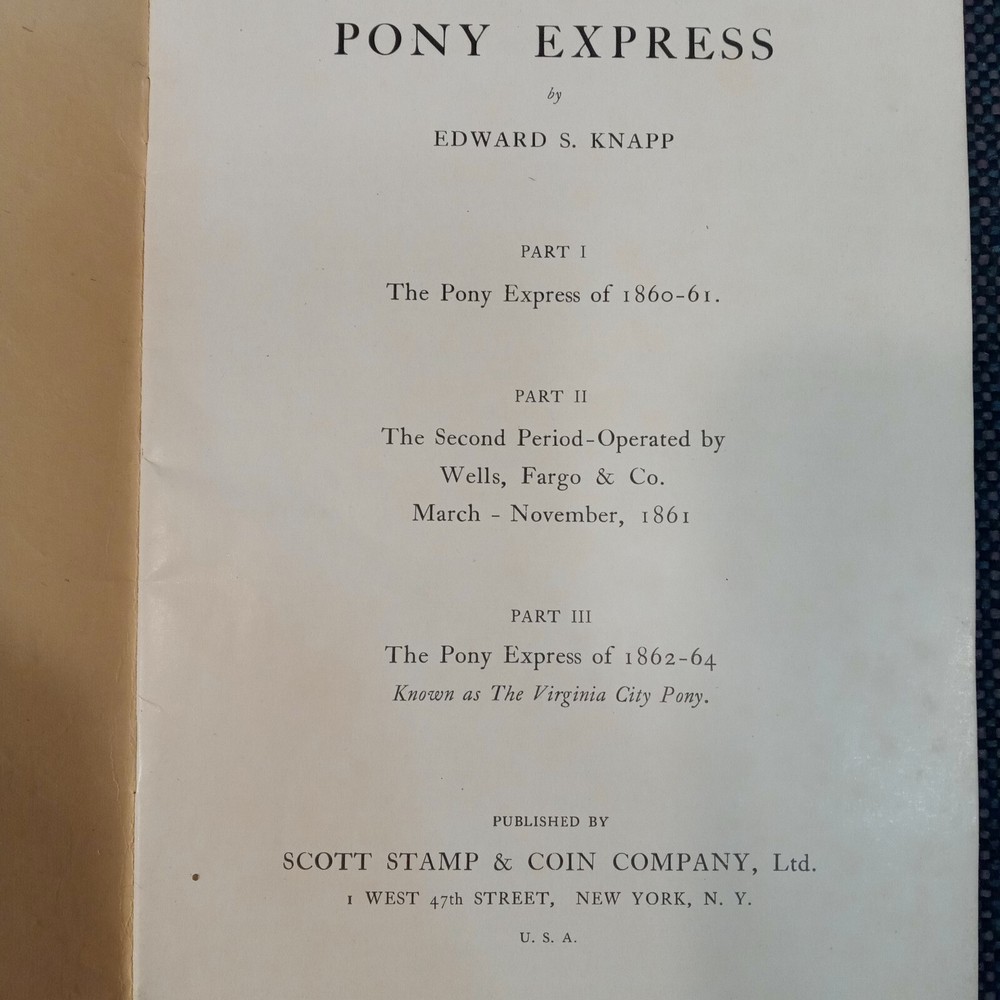 PONY EXPRESS
by
EDWARD S. KNAPP
PART I
The Pony Express of 1860-61.
PART II
The Second Period-Operated by
Wells, Fargo & Co.
March - November, 1861
PART III
The Pony Express of 1862-64
Known as The Virginia City Pony.
PUBLISHED BY
SCOTT STAMP & COIN COMPANY, Ltd.
1 WEST 47th STREET, NEW YORK, N. Y.
U. S. A.